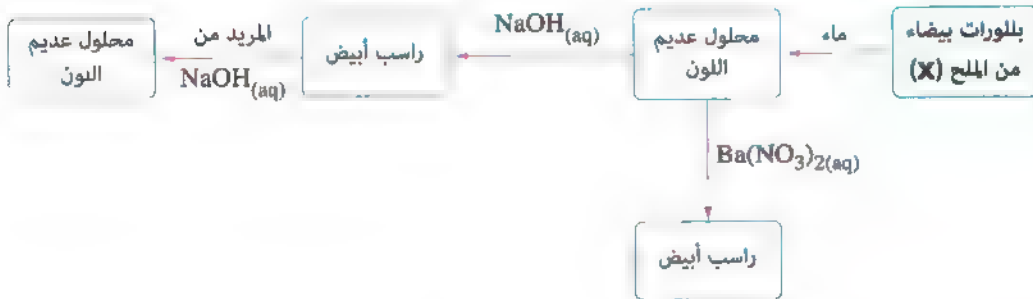 بللورات بيضاء
من الملح (X)
ماء
محلول عديم
اللون
NaOH(aq)
راسب أبيض
المزيد من
NaOH(aq)
محلول عديم
اللون
Ba(NO3)2(aq)
راسب أبيض